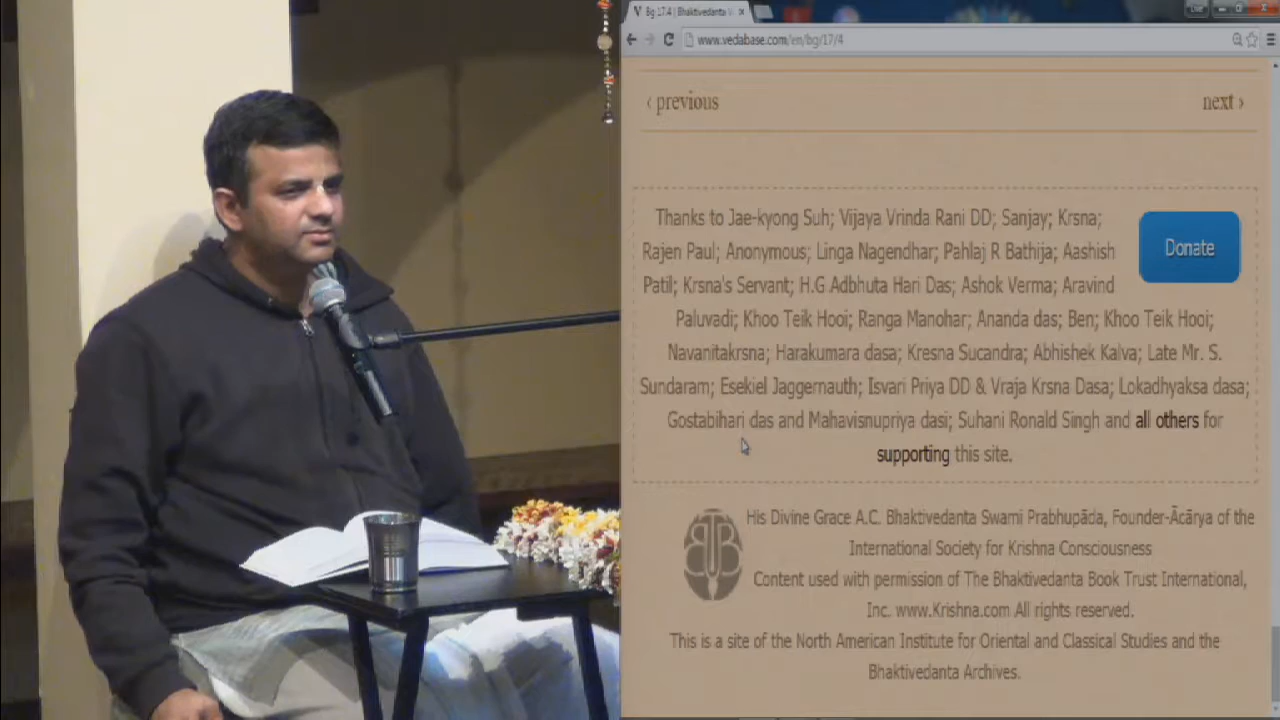 Bg 17.4 | Bhaktivedanta V
www.vedabase.com/en/bg/17/4
‹ previous
next ›
Thanks to Jae-kyong Suh; Vijaya Vrinda Rani DD; Sanjay; Krsna;
Rajen Paul; Anonymous; Linga Nagendhar; Pahlaj R Bathija; Aashish
Patil; Krsna's Servant; H.G Adbhuta Hari Das; Ashok Verma; Aravind
Paluvadi; Khoo Teik Hooi; Ranga Manohar; Ananda das; Ben; Khoo Teik Hooi;
Navanitakrsna; Harakumara dasa; Kresna Sucandra; Abhishek Kalva; Late Mr. S.
Sundaram; Esekiel Jaggernauth; Isvari Priya DD & Vraja Krsna Dasa; Lokadhyaksa dasa;
Gostabihari das and Mahavisnupriya dasi; Suhani Ronald Singh and all others for
supporting this site.
Donate
His Divine Grace A.C. Bhaktivedanta Swami Prabhupāda, Founder-Ācārya of the
International Society for Krishna Consciousness
Content used with permission of The Bhaktivedanta Book Trust International,
Inc. www.Krishna.com All rights reserved.
This is a site of the North American Institute for Oriental and Classical Studies and the
Bhaktivedanta Archives.